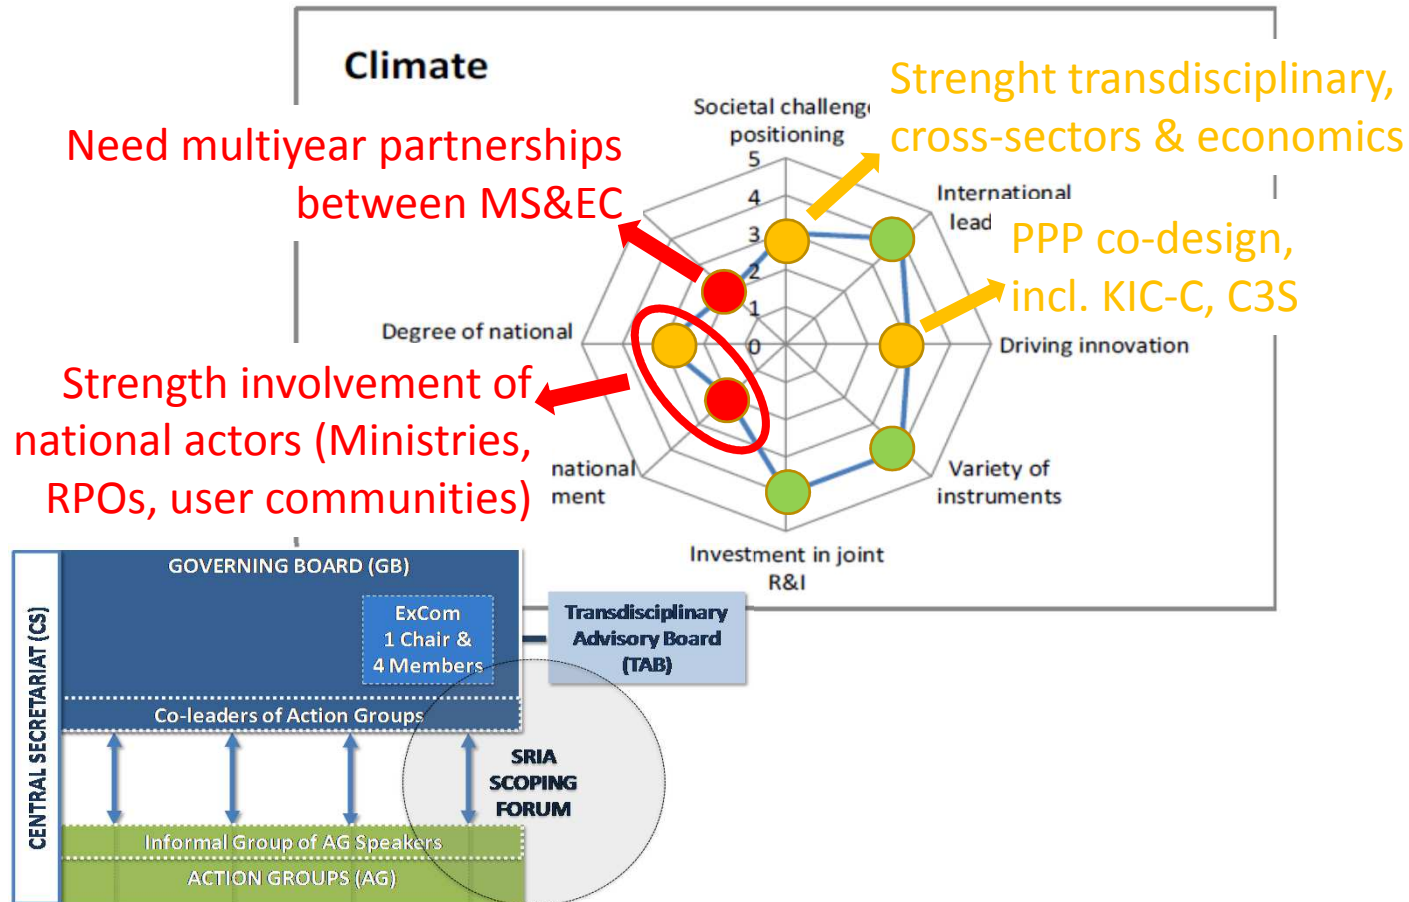 Climate
Strenght transdisciplinary,
cross-sectors & economics
Societal challenge
positioning
Need multiyear partnerships
between MS&EC
International
lead
PPP co-design,
incl. KIC-C, C3S
5
4
3
2
1
0
Degree of national
Driving innovation
Strength involvement of
national actors (Ministries,
RPOs, user communities)
national
ment
Variety of
instruments
Investment in joint
R&I
CENTRAL SECRETARIAT (CS)
GOVERNING BOARD (GB)
ExCom
1 Chair &
4 Members
Transdisciplinary
Advisory Board
(TAB)
Co-leaders of Action Groups
SRIA
SCOPING
FORUM
Informal Group of AG Speakers
ACTION GROUPS (AG)